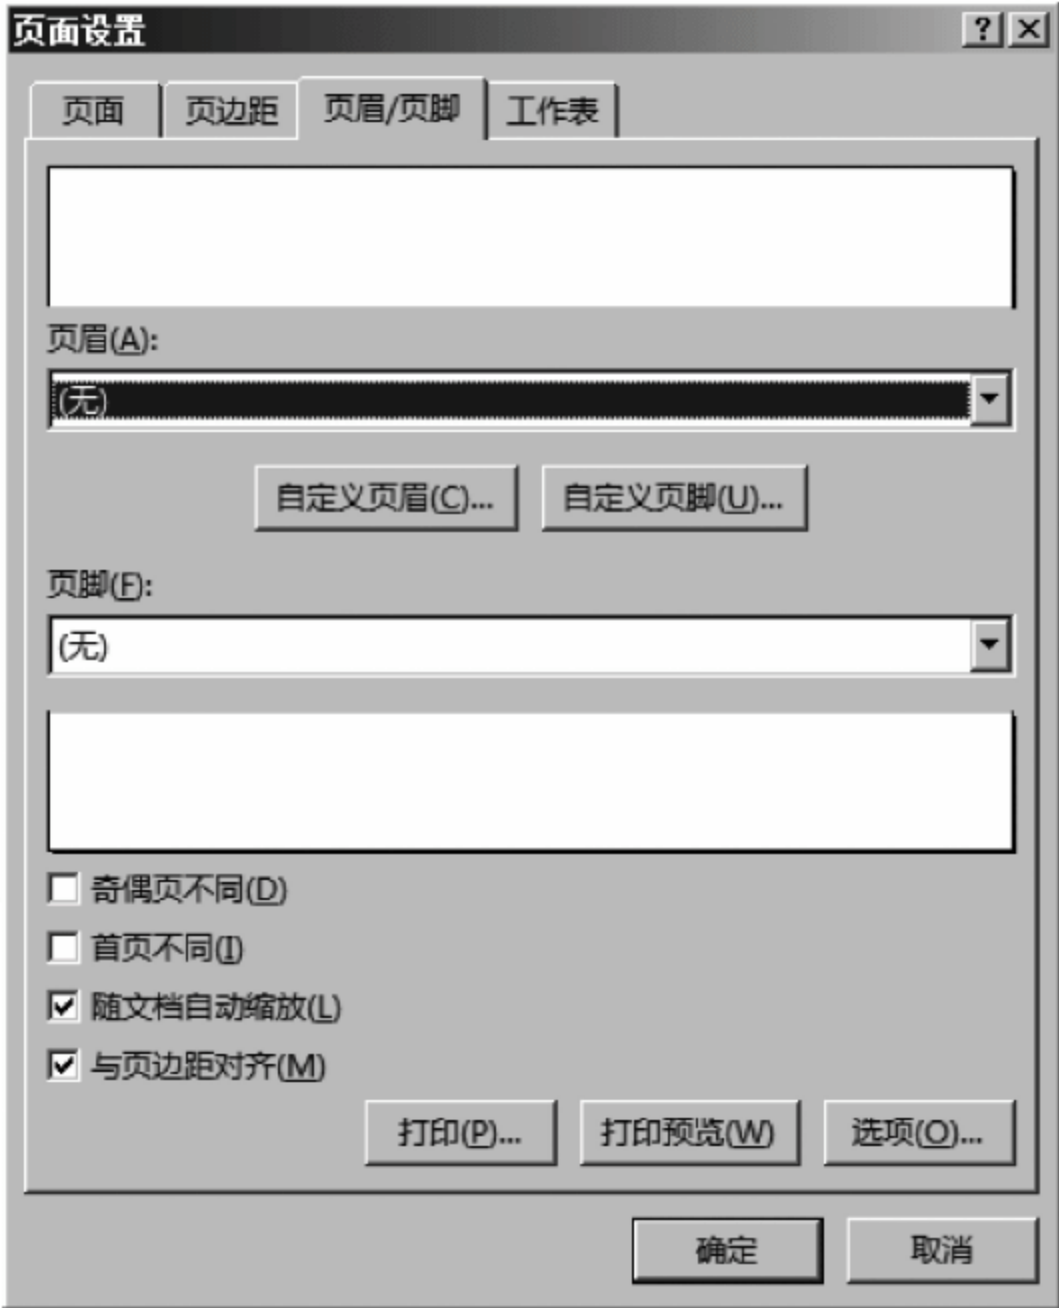 页面设置
页面 页边距 页眉/页脚 工作表
页眉(A):
(无)
自定义页眉(C)... 自定义页脚(U)...
页脚(F):
(无)
奇偶页不同(D)
首页不同(I)
随文档自动缩放(L)
与页边距对齐(M)
打印(P)... 打印预览(W) 选项(O)...
确定 取消